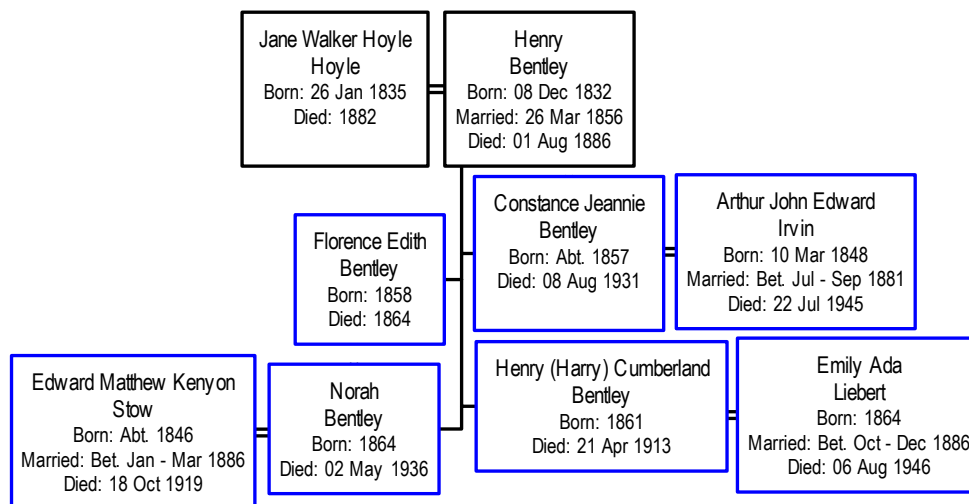 Jane Walker Hoyle
Hoyle
Born: 26 Jan 1835
Died: 1882
Henry
Bentley
Born: 08 Dec 1832
Married: 26 Mar 1856
Died: 01 Aug 1886
Constance Jeannie
Bentley
Born: Abt. 1857
Died: 08 Aug 1931
Arthur John Edward
Irvin
Born: 10 Mar 1848
Married: Bet. Jul - Sep 1881
Died: 22 Jul 1945
Florence Edith
Bentley
Born: 1858
Died: 1864
Henry (Harry) Cumberland
Bentley
Born: 1861
Died: 21 Apr 1913
Emily Ada
Liebert
Born: 1864
Married: Bet. Oct - Dec 1886
Died: 06 Aug 1946
Edward Matthew Kenyon
Stow
Born: Abt. 1846
Married: Bet. Jan - Mar 1886
Died: 18 Oct 1919
Norah
Bentley
Born: 1864
Died: 02 May 1936